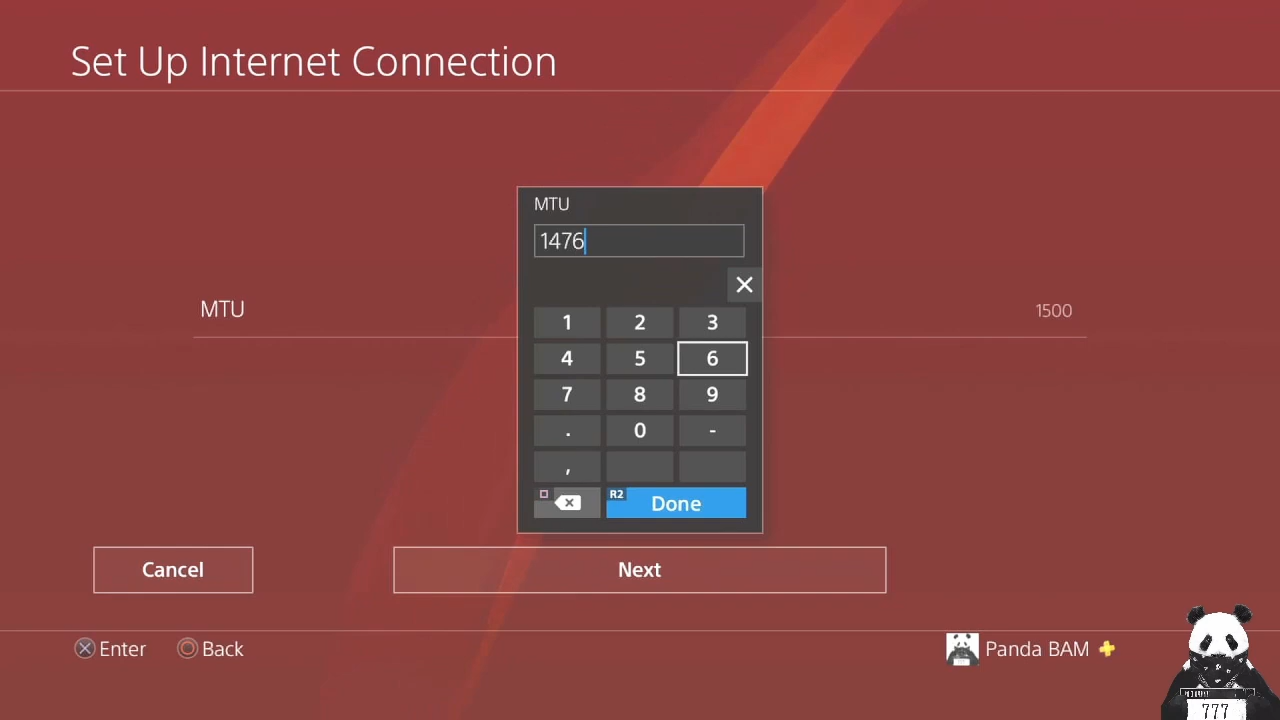 Set Up Internet Connection
MTU
1476
MTU
1500
1 2 3
4 5 6
7 8 9
. 0 -
,
R2 Done
Cancel
Next
Enter Back
Panda BAM
777